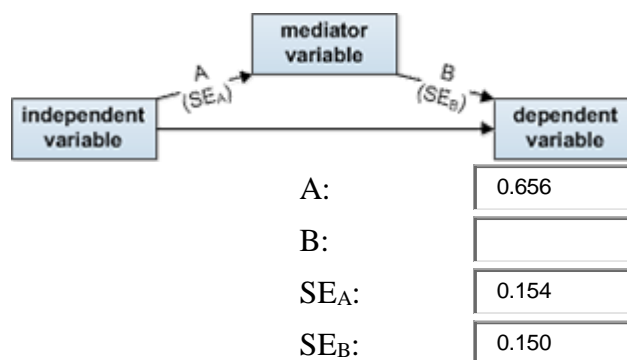 mediator
variable
A
(SEA)
B
(SEB)
independent
variable
dependent
variable
A: 0.656
B:
SEA: 0.154
SEB: 0.150